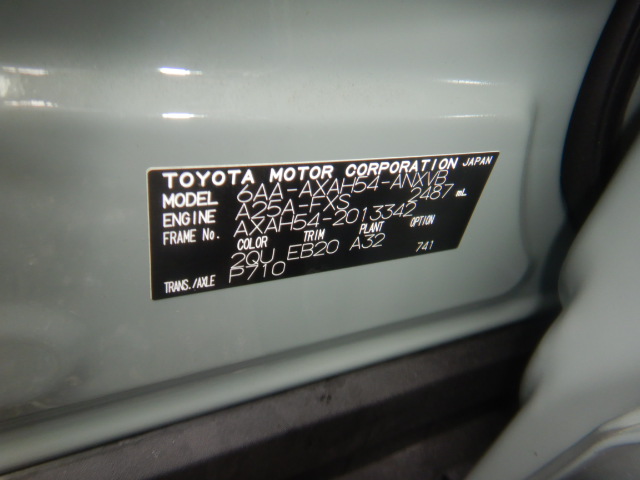 TOYOTA MOTOR CORPORATION JAPAN
MODEL 6AA-AXAH54-ANXVB
ENGINE A25A-FXS 2487 mL
FRAME No. AXAH54-2013342
COLOR TRIM PLANT OPTION
2QU EB20 A32 741
TRANS./AXLE P710